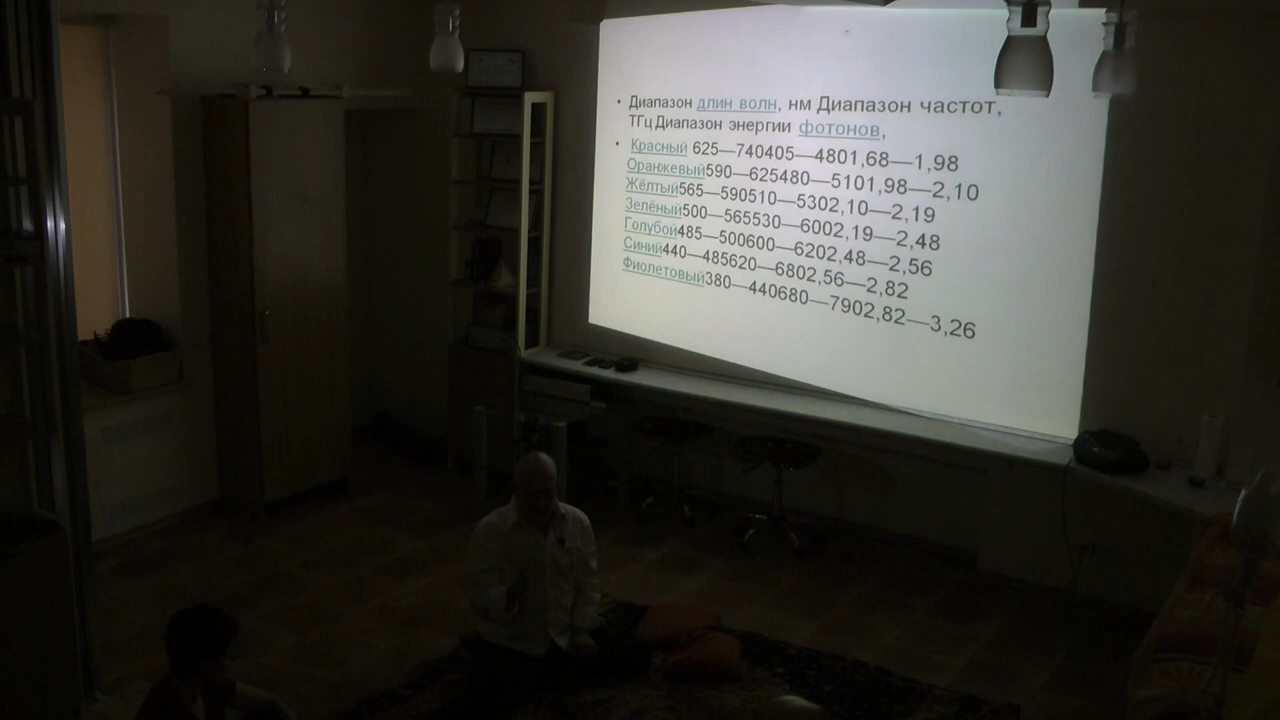 • Диапазон длин волн, нм Диапазон частот,
ТГц Диапазон энергии фотонов,
• Красный 625—740405—4801,68—1,98
Оранжевый590—625480—5101,98—2,10
Жёлтый565—590510—5302,10—2,19
Зелёный500—565530—6002,19—2,48
Голубой485—500600—6202,48—2,56
Синий440—485620—6802,56—2,82
Фиолетовый380—440680—7902,82—3,26